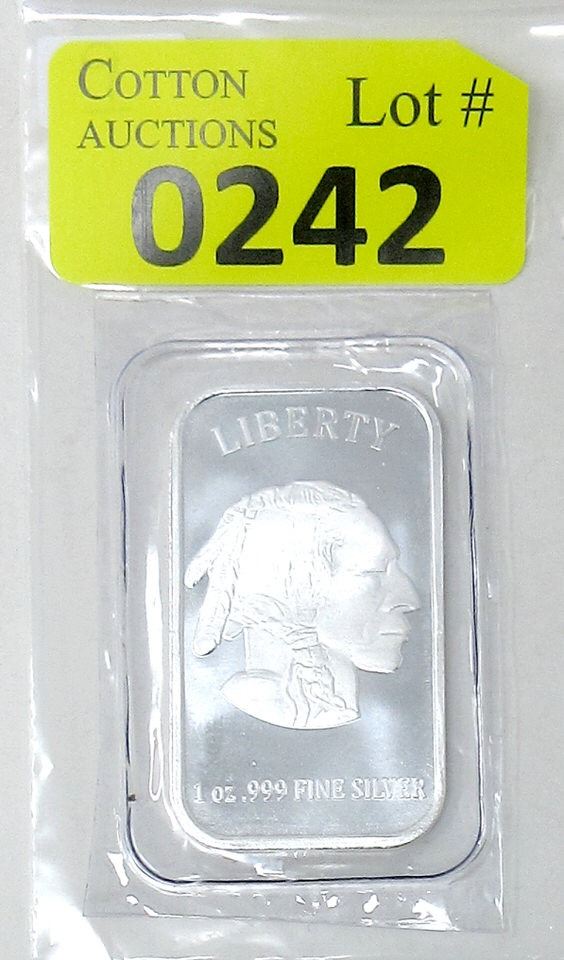 COTTON
AUCTIONS
Lot #
0242
LIBERTY
1 oz .999 FINE SILVER